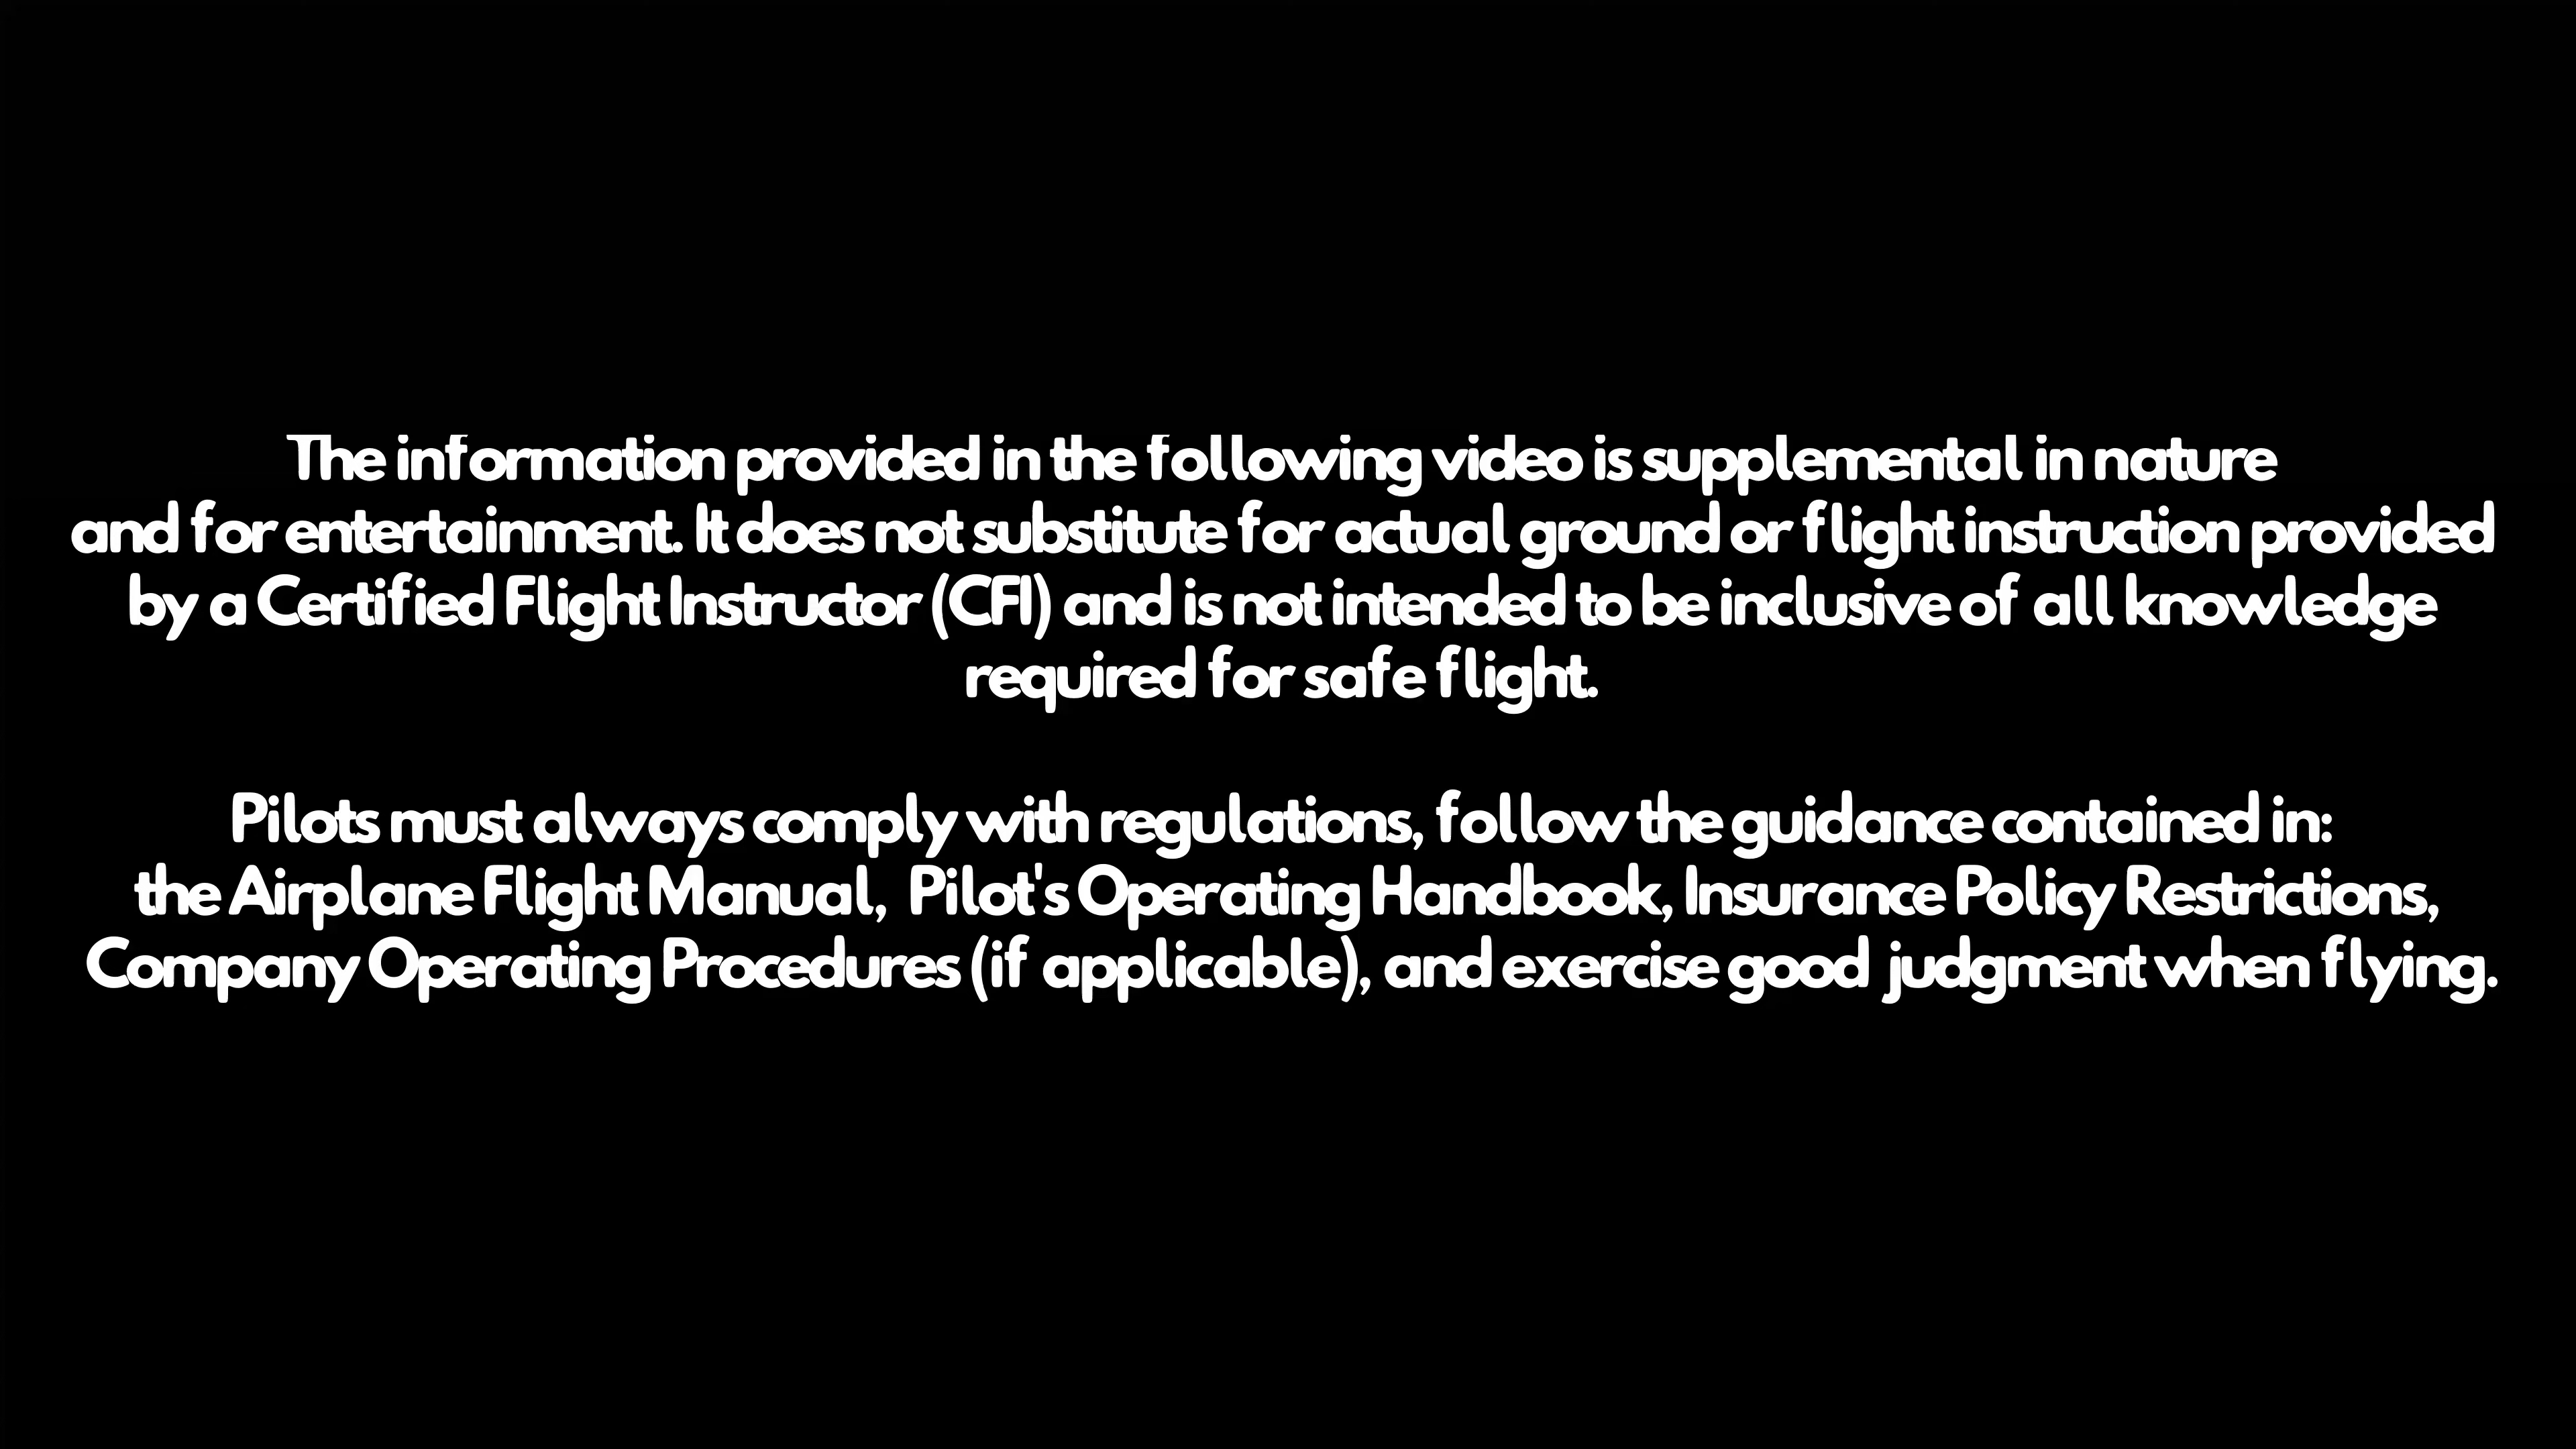 The information provided in the following video is supplemental in nature
and for entertainment. It does not substitute for actual ground or flight instruction provided
by a Certified Flight Instructor (CFI) and is not intended to be inclusive of all knowledge
required for safe flight.
Pilots must always comply with regulations, follow the guidance contained in:
the Airplane Flight Manual, Pilot's Operating Handbook, Insurance Policy Restrictions,
Company Operating Procedures (if applicable), and exercise good judgment when flying.